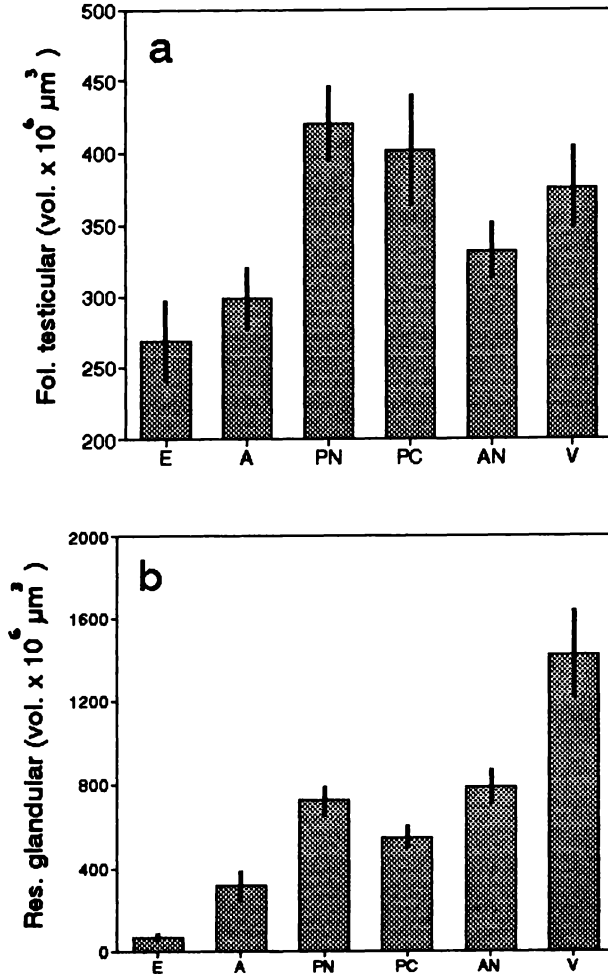 a
Fol. testicular (vol. x 10⁶ µm³)
500
450
400
350
300
250
200
E A PN PC AN V
b
Res. glandular (vol. x 10⁶ µm³)
2000
1600
1200
800
400
0
E A PN PC AN V